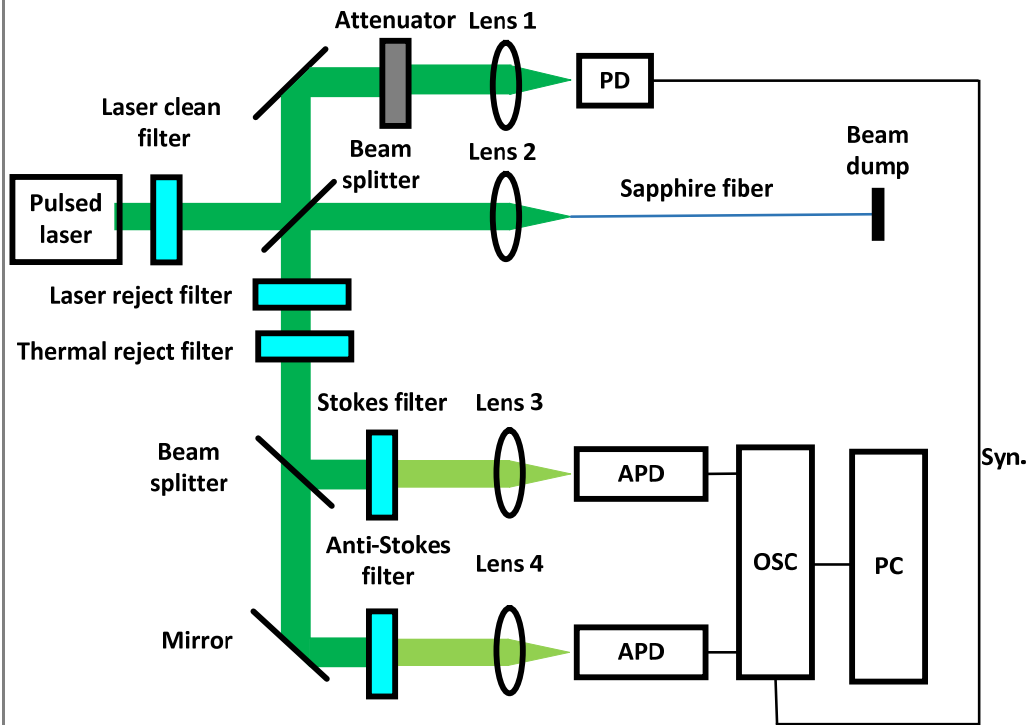 Attenuator
Lens 1
PD
Laser clean
filter
Beam
splitter
Lens 2
Beam
dump
Sapphire fiber
Pulsed
laser
Laser reject filter
Thermal reject filter
Stokes filter
Lens 3
Beam
splitter
APD
Syn.
Anti-Stokes
filter
Lens 4
OSC
PC
Mirror
APD